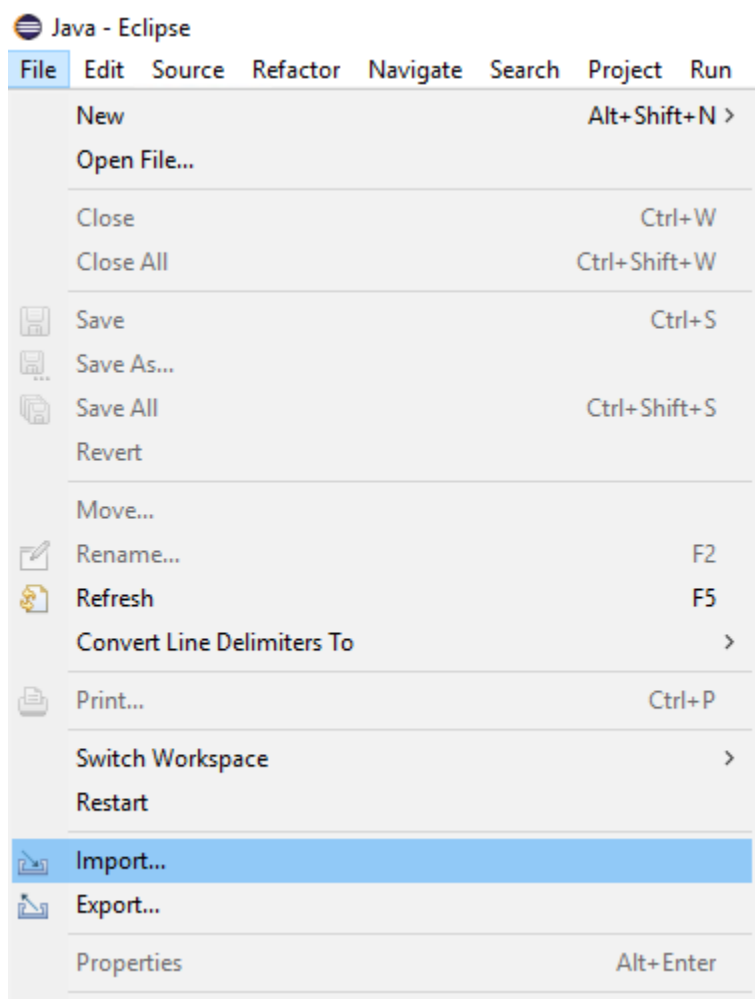 Java - Eclipse
File Edit Source Refactor Navigate Search Project Run
New Alt+Shift+N >
Open File...
Close Ctrl+W
Close All Ctrl+Shift+W
Save Ctrl+S
Save As...
Save All Ctrl+Shift+S
Revert
Move...
Rename... F2
Refresh F5
Convert Line Delimiters To >
Print... Ctrl+P
Switch Workspace >
Restart
Import...
Export...
Properties Alt+Enter